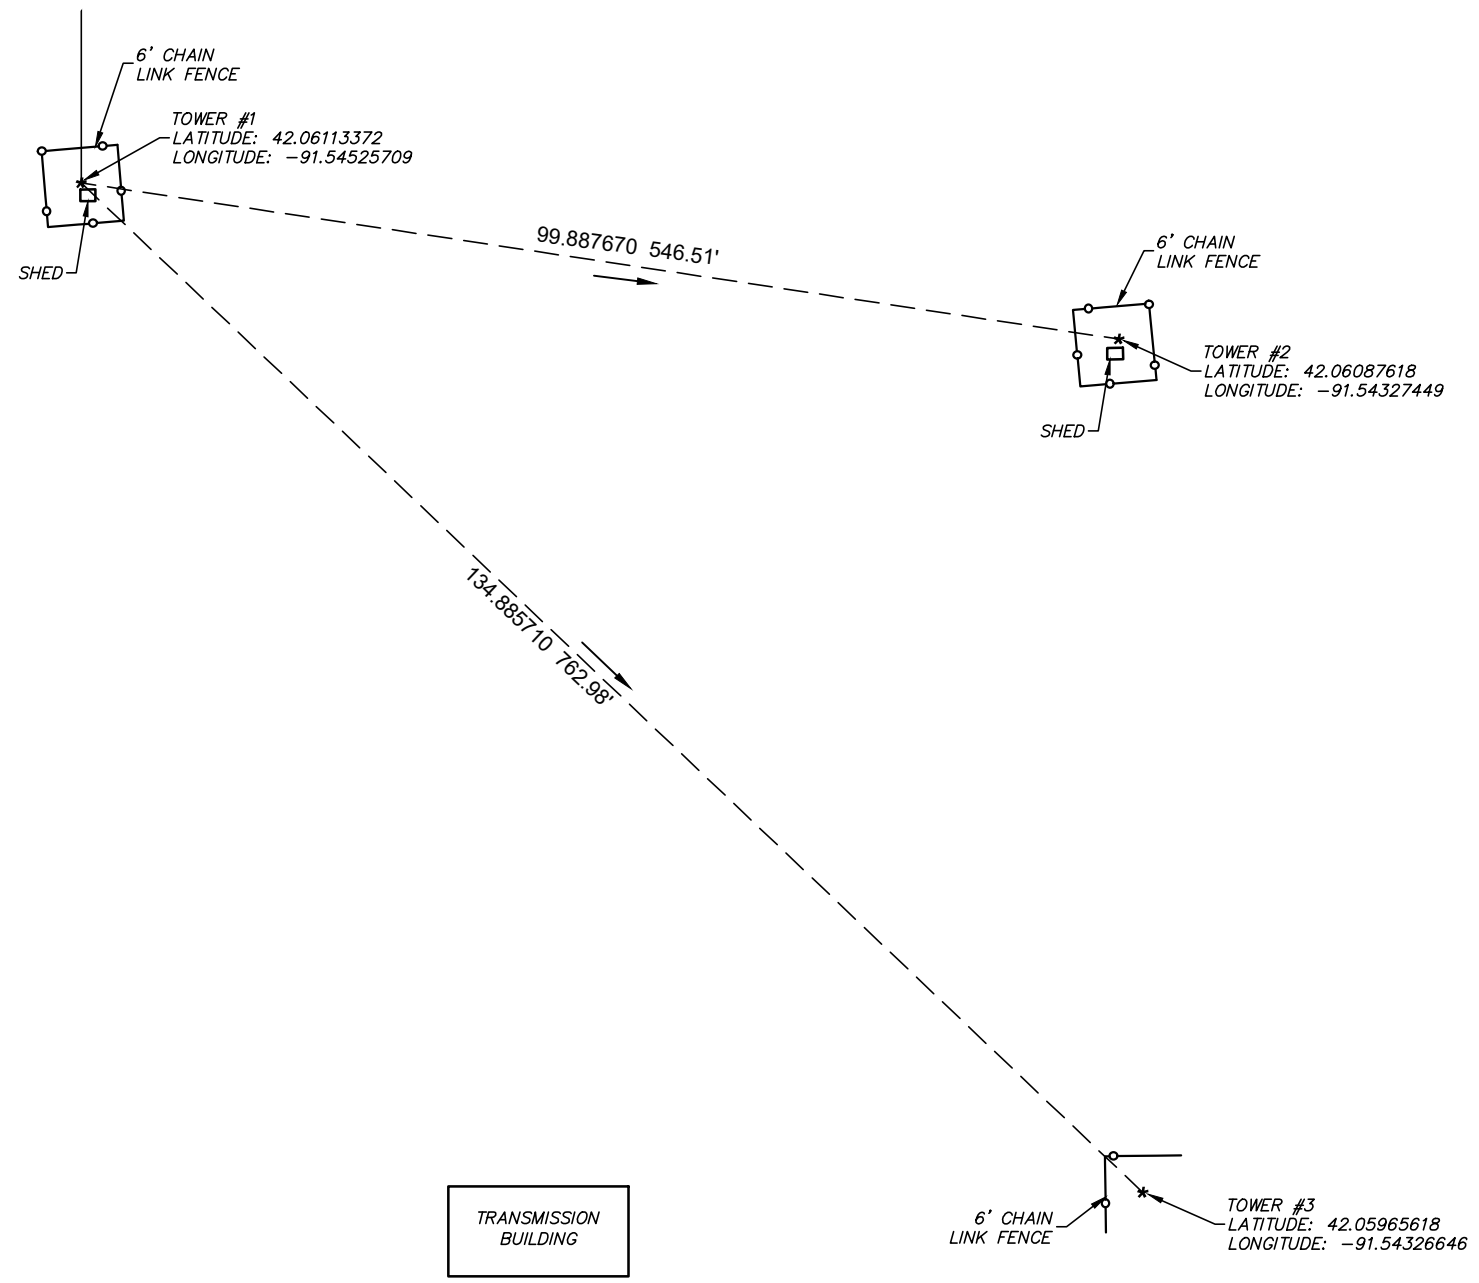 6' CHAIN
LINK FENCE
TOWER #1
LATITUDE: 42.06113372
LONGITUDE: -91.54525709
SHED
99.887670 546.51'
6' CHAIN
LINK FENCE
TOWER #2
LATITUDE: 42.06087618
LONGITUDE: -91.54327449
SHED
134.885710 762.98'
TRANSMISSION
BUILDING
6' CHAIN
LINK FENCE
TOWER #3
LATITUDE: 42.05965618
LONGITUDE: -91.54326646